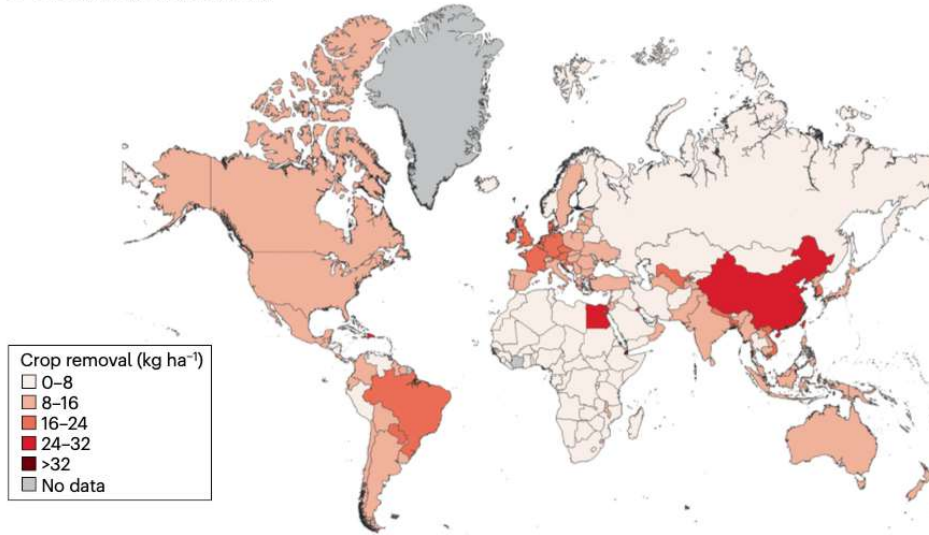 Crop removal (kg ha⁻¹)
0–8
8–16
16–24
24–32
>32
No data